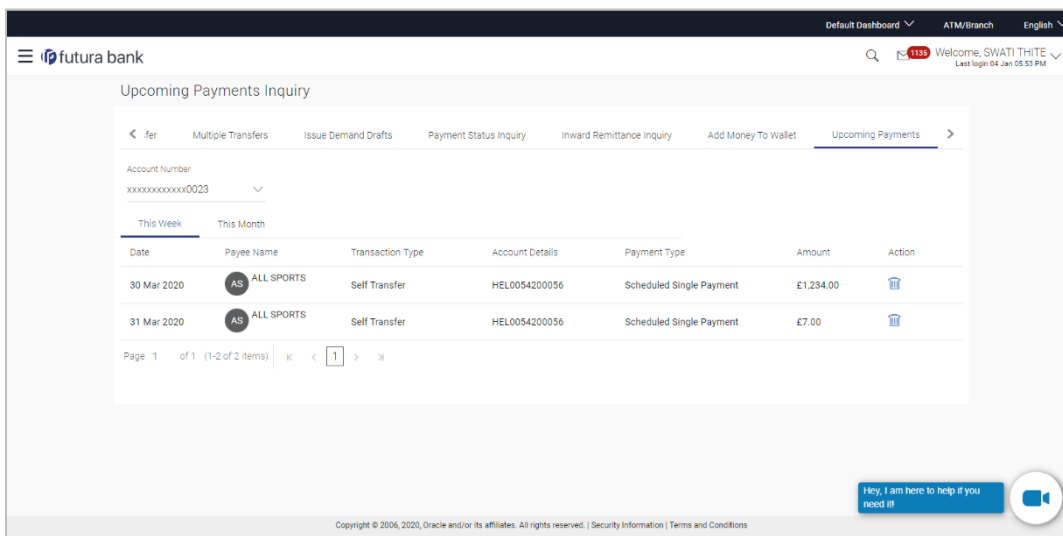 Default Dashboard ATM/Branch English
futura bank 1135 Welcome, SWATI THITE
Last login 04 Jan 05:53 PM
Upcoming Payments Inquiry
sfer Multiple Transfers Issue Demand Drafts Payment Status Inquiry Inward Remittance Inquiry Add Money To Wallet Upcoming Payments
Account Number
xxxxxxxxxxxx0023
This Week This Month
Date Payee Name Transaction Type Account Details Payment Type Amount Action
30 Mar 2020 AS ALL SPORTS Self Transfer HEL0054200056 Scheduled Single Payment £1,234.00
31 Mar 2020 AS ALL SPORTS Self Transfer HEL0054200056 Scheduled Single Payment £7.00
Page 1 of 1 (1-2 of 2 items) 1
Hey, I am here to help if you
need it!
Copyright © 2006, 2020, Oracle and/or its affiliates. All rights reserved. | Security Information | Terms and Conditions